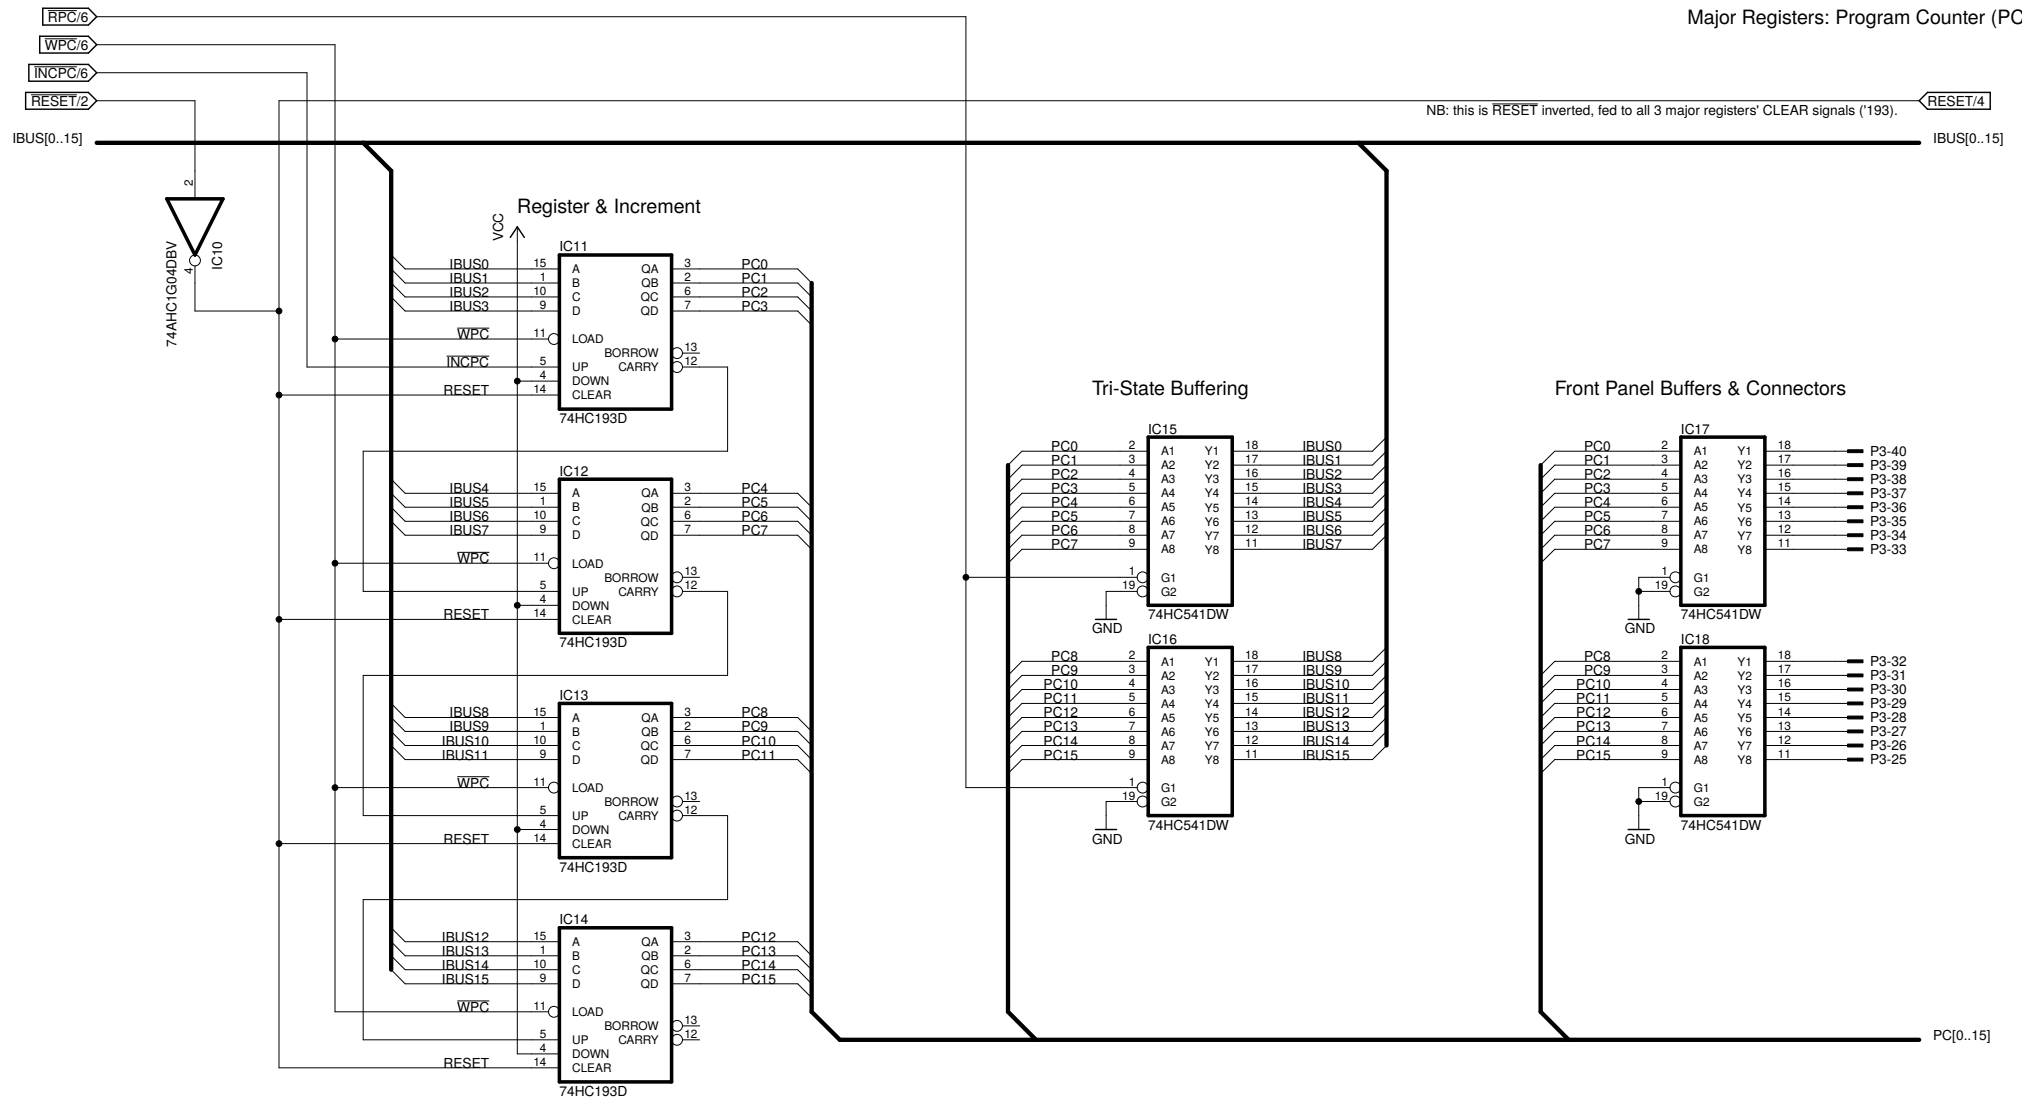 RPC/6
Major Registers: Program Counter (PC
WPC/6
INCPC/6
RESET/2
RESET/4
NB: this is RESET inverted, fed to all 3 major registers' CLEAR signals ('193).
IBUS[0..15]
IBUS[0..15]
2
74AHC1G04DBV
IC10
4
Register & Increment
VCC
IC11
IBUS0 15 A QA 3 PC0
IBUS1 1 B QB 2 PC1
IBUS2 10 C QC 6 PC2
IBUS3 9 D QD 7 PC3
WPC 11 LOAD
BORROW 13
INCPC 5 UP CARRY 12
4 DOWN
RESET 14 CLEAR
74HC193D
IC12
IBUS4 15 A QA 3 PC4
IBUS5 1 B QB 2 PC5
IBUS6 10 C QC 6 PC6
IBUS7 9 D QD 7 PC7
WPC 11 LOAD
BORROW 13
5 UP CARRY 12
4 DOWN
RESET 14 CLEAR
74HC193D
IC13
IBUS8 15 A QA 3 PC8
IBUS9 1 B QB 2 PC9
IBUS10 10 C QC 6 PC10
IBUS11 9 D QD 7 PC11
WPC 11 LOAD
BORROW 13
5 UP CARRY 12
4 DOWN
RESET 14 CLEAR
74HC193D
IC14
IBUS12 15 A QA 3 PC12
IBUS13 1 B QB 2 PC13
IBUS14 10 C QC 6 PC14
IBUS15 9 D QD 7 PC15
WPC 11 LOAD
BORROW 13
5 UP CARRY 12
4 DOWN
RESET 14 CLEAR
74HC193D
Tri-State Buffering
IC15
PC0 2 A1 Y1 18 IBUS0
PC1 3 A2 Y2 17 IBUS1
PC2 4 A3 Y3 16 IBUS2
PC3 5 A4 Y4 15 IBUS3
PC4 6 A5 Y5 14 IBUS4
PC5 7 A6 Y6 13 IBUS5
PC6 8 A7 Y7 12 IBUS6
PC7 9 A8 Y8 11 IBUS7
1 G1
19 G2
74HC541DW
GND
IC16
PC8 2 A1 Y1 18 IBUS8
PC9 3 A2 Y2 17 IBUS9
PC10 4 A3 Y3 16 IBUS10
PC11 5 A4 Y4 15 IBUS11
PC12 6 A5 Y5 14 IBUS12
PC13 7 A6 Y6 13 IBUS13
PC14 8 A7 Y7 12 IBUS14
PC15 9 A8 Y8 11 IBUS15
1 G1
19 G2
74HC541DW
GND
Front Panel Buffers & Connectors
IC17
PC0 2 A1 Y1 18 P3-40
PC1 3 A2 Y2 17 P3-39
PC2 4 A3 Y3 16 P3-38
PC3 5 A4 Y4 15 P3-37
PC4 6 A5 Y5 14 P3-36
PC5 7 A6 Y6 13 P3-35
PC6 8 A7 Y7 12 P3-34
PC7 9 A8 Y8 11 P3-33
1 G1
19 G2
74HC541DW
GND
IC18
PC8 2 A1 Y1 18 P3-32
PC9 3 A2 Y2 17 P3-31
PC10 4 A3 Y3 16 P3-30
PC11 5 A4 Y4 15 P3-29
PC12 6 A5 Y5 14 P3-28
PC13 7 A6 Y6 13 P3-27
PC14 8 A7 Y7 12 P3-26
PC15 9 A8 Y8 11 P3-25
1 G1
19 G2
74HC541DW
GND
PC[0..15]